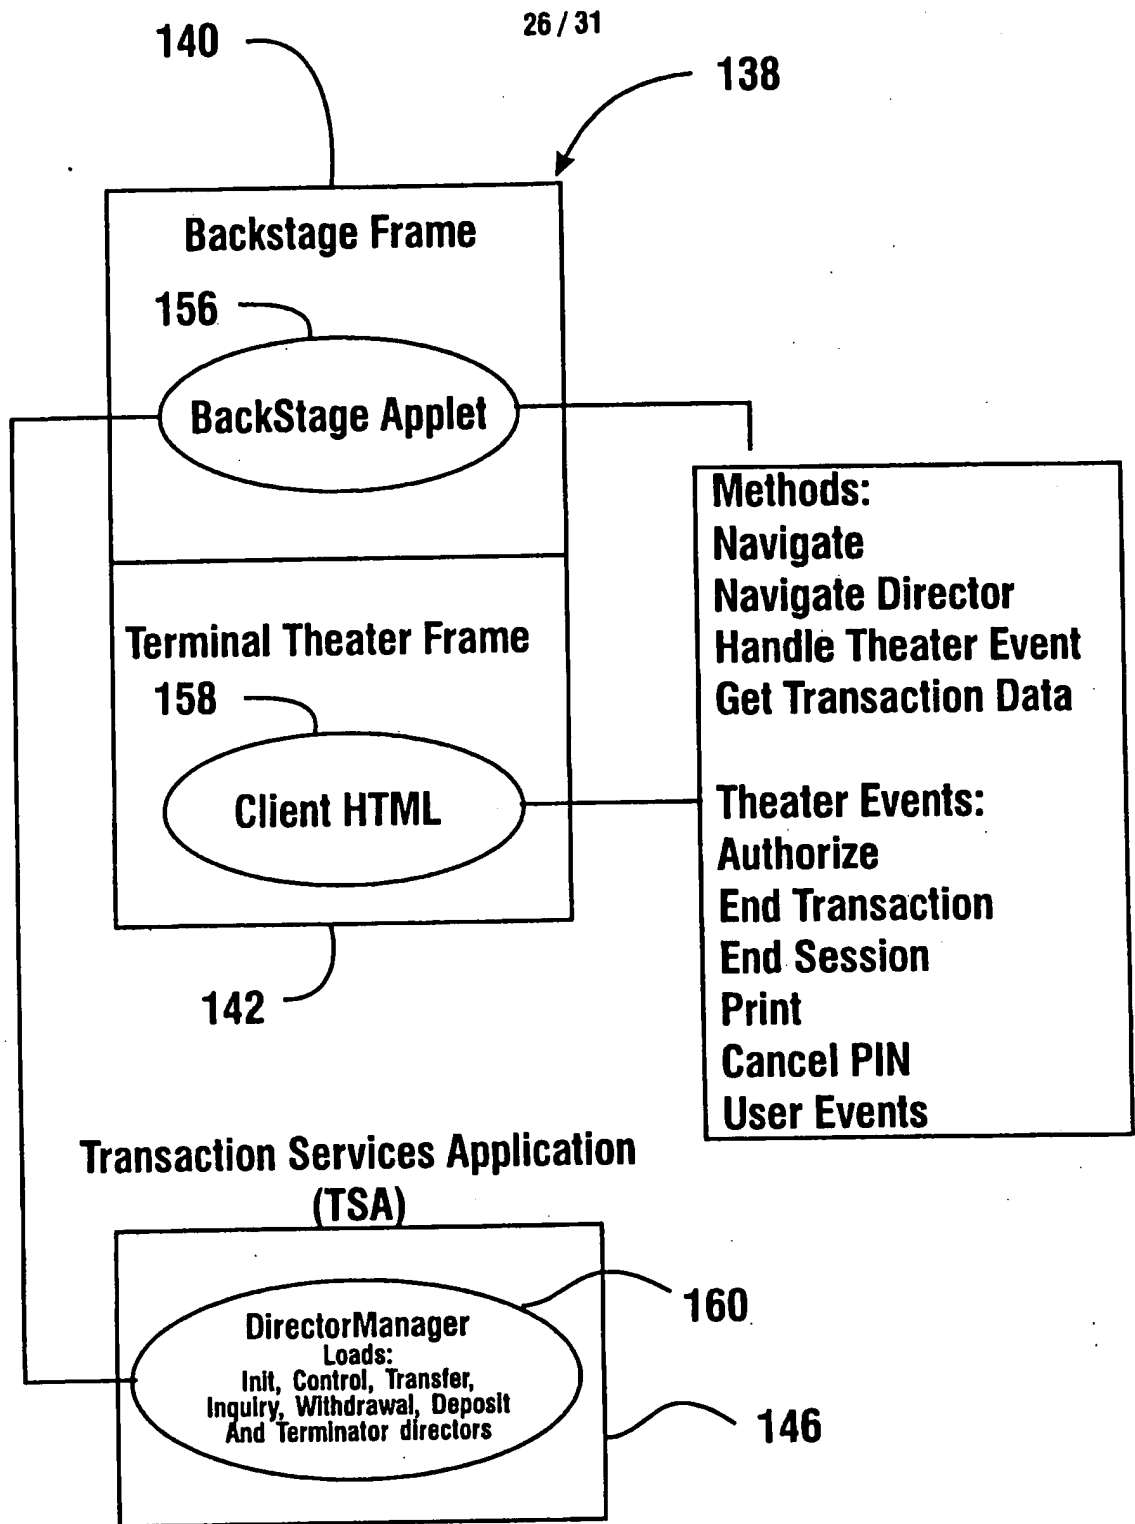 26 / 31
140
138
Backstage Frame
156
BackStage Applet
Methods:
Navigate
Navigate Director
Handle Theater Event
Get Transaction Data
Theater Events:
Authorize
End Transaction
End Session
Print
Cancel PIN
User Events
Terminal Theater Frame
158
Client HTML
142
Transaction Services Application
(TSA)
160
DirectorManager
Loads:
Init, Control, Transfer,
Inquiry, Withdrawal, Deposit
And Terminator directors
146